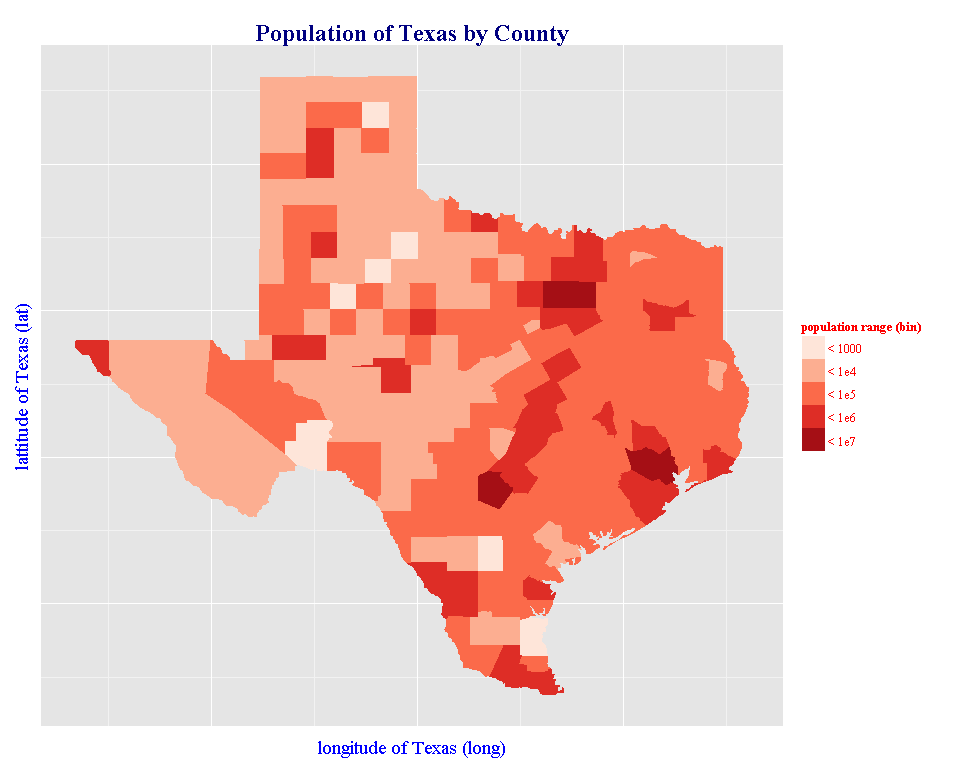 Population of Texas by County
lattitude of Texas (lat)
population range (bin)
< 1000
< 1e4
< 1e5
< 1e6
< 1e7
longitude of Texas (long)